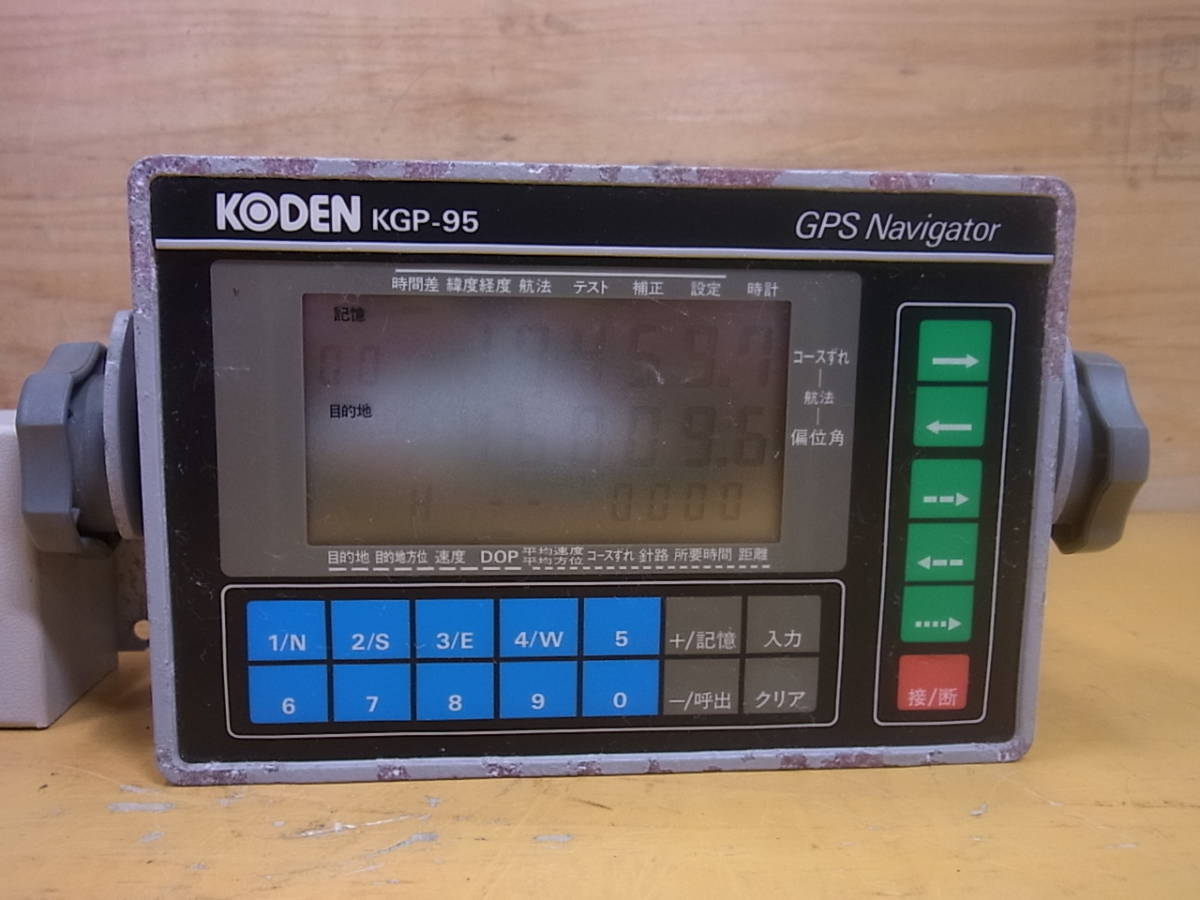 KODEN KGP-95 GPS Navigator
時間差 緯度経度 航法 テスト 補正 設定 時計
記憶
コースずれ
航法
偏位角
目的地
09.6
H -- 0000
目的地 目的地方位 速度 DOP 平均速度 平均方位 コースずれ 針路 所要時間 距離
1/N 2/S 3/E 4/W 5 +/記憶 入力
6 7 8 9 0 −/呼出 クリア
接/断